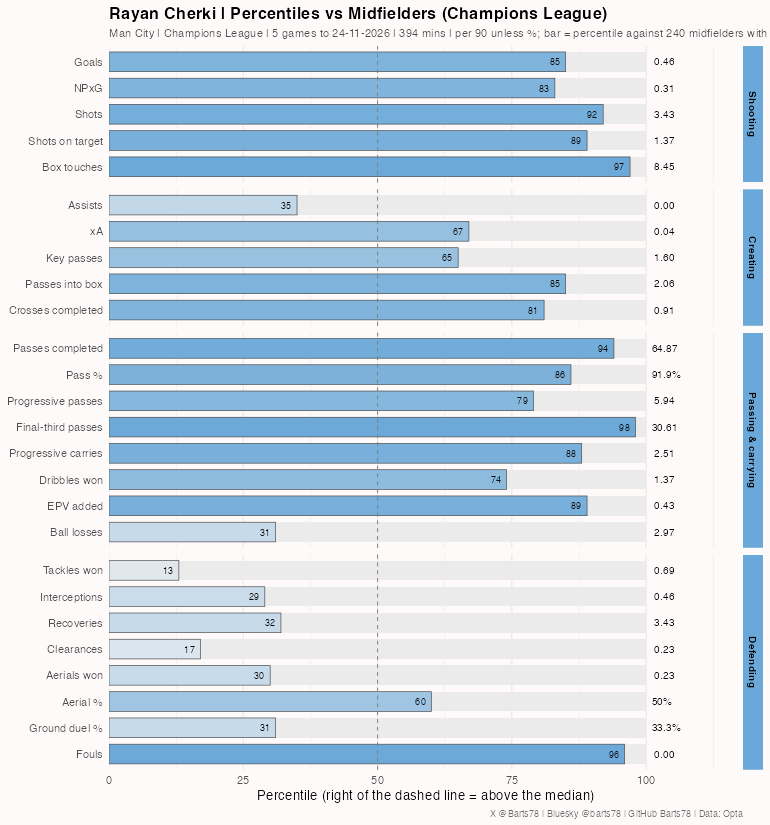 Rayan Cherki | Percentiles vs Midfielders (Champions League)
Man City | Champions League | 5 games to 24-11-2026 | 394 mins | per 90 unless %; bar = percentile against 240 midfielders with
Goals 85 0.46
NPxG 83 0.31
Shots 92 3.43
Shots on target 89 1.37
Box touches 97 8.45
Shooting
Assists 35 0.00
xA 67 0.04
Key passes 65 1.60
Passes into box 85 2.06
Crosses completed 81 0.91
Creating
Passes completed 94 64.87
Pass % 86 91.9%
Progressive passes 79 5.94
Final-third passes 98 30.61
Progressive carries 88 2.51
Dribbles won 74 1.37
EPV added 89 0.43
Ball losses 31 2.97
Passing & carrying
Tackles won 13 0.69
Interceptions 29 0.46
Recoveries 32 3.43
Clearances 17 0.23
Aerials won 30 0.23
Aerial % 60 50%
Ground duel % 31 33.3%
Fouls 96 0.00
Defending
0 25 50 75 100
Percentile (right of the dashed line = above the median)
X @Barts78 | Bluesky @barts78 | GitHub Barts78 | Data: Opta